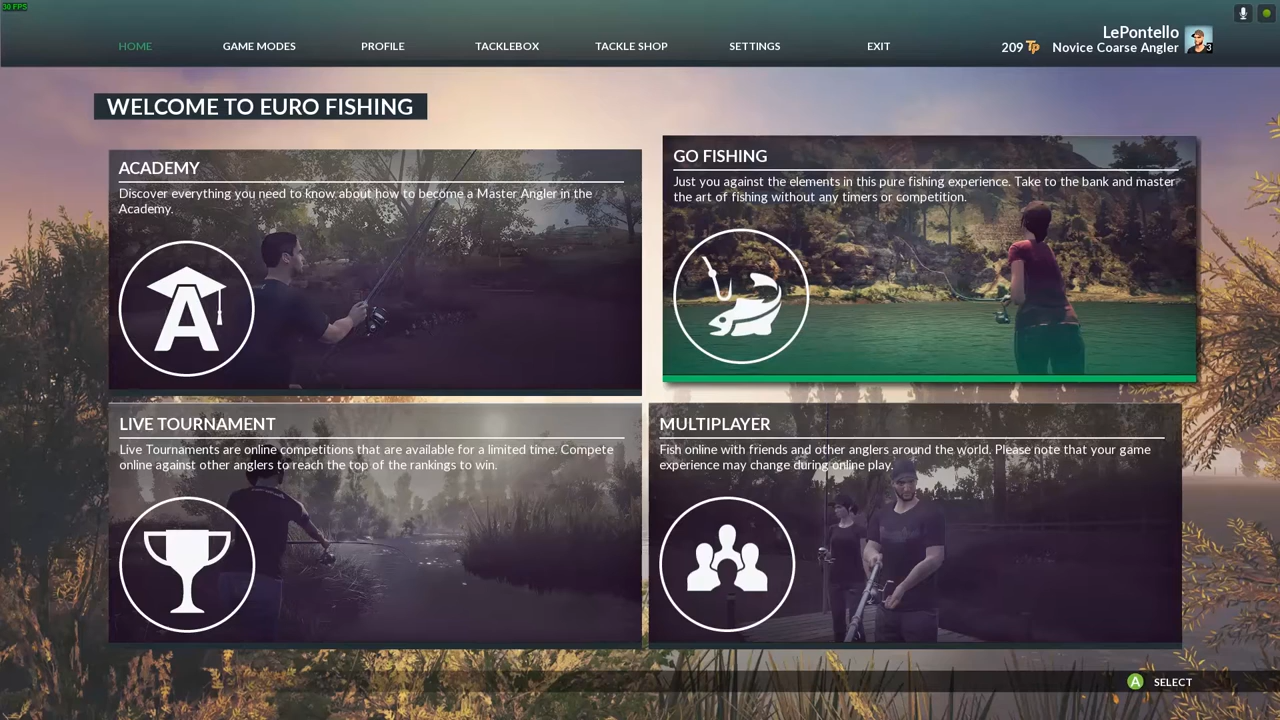 30 FPS
HOME
GAME MODES
PROFILE
TACKLEBOX
TACKLE SHOP
SETTINGS
EXIT
209 Tp
LePontello
Novice Coarse Angler
3
WELCOME TO EURO FISHING
ACADEMY
Discover everything you need to know about how to become a Master Angler in the
Academy.
A
GO FISHING
Just you against the elements in this pure fishing experience. Take to the bank and master
the art of fishing without any timers or competition.
LIVE TOURNAMENT
Live Tournaments are online competitions that are available for a limited time. Compete
online against other anglers to reach the top of the rankings to win.
MULTIPLAYER
Fish online with friends and other anglers around the world. Please note that your game
experience may change during online play.
A SELECT